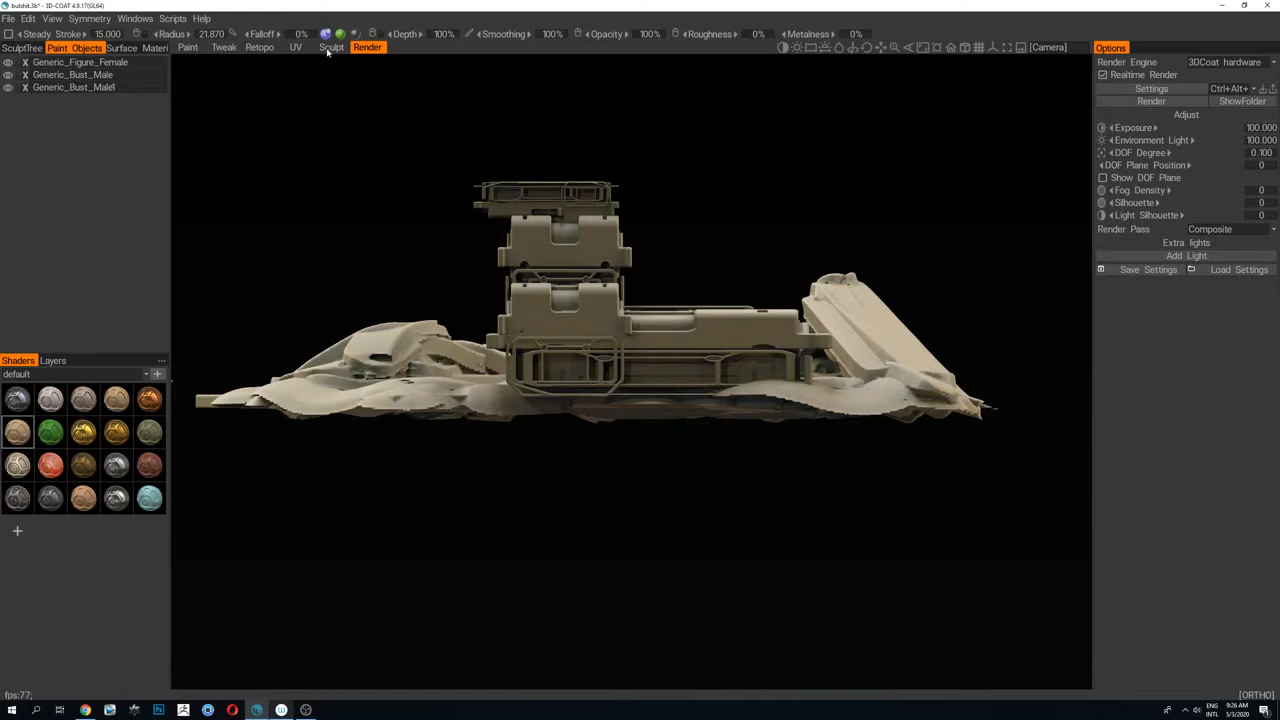 bulshit.3b* - 3D-COAT 4.9.17(GL64)
File Edit View Symmetry Windows Scripts Help
Steady Stroke 15.000 Radius 21.870 Falloff 0% Depth 100% Smoothing 100% Opacity 100% Roughness 0% Metalness 0%
SculptTree Paint Objects Surface Materi Paint Tweak Retopo UV Sculpt Render [Camera] Options
Generic_Figure_Female
Generic_Bust_Male
Generic_Bust_Male1
Render Engine 3DCoat hardware
Realtime Render
Settings Ctrl+Alt+
Render ShowFolder
Adjust
Exposure 100.000
Environment Light 100.000
DOF Degree 0.100
DOF Plane Position 0
Show DOF Plane
Fog Density 0
Silhouette 0
Light Silhouette 0
Render Pass Composite
Extra lights
Add Light
Save Settings Load Settings
Shaders Layers
default
fps:77; [ORTHO]
ENG 9:26 AM
INTL 5/3/2020